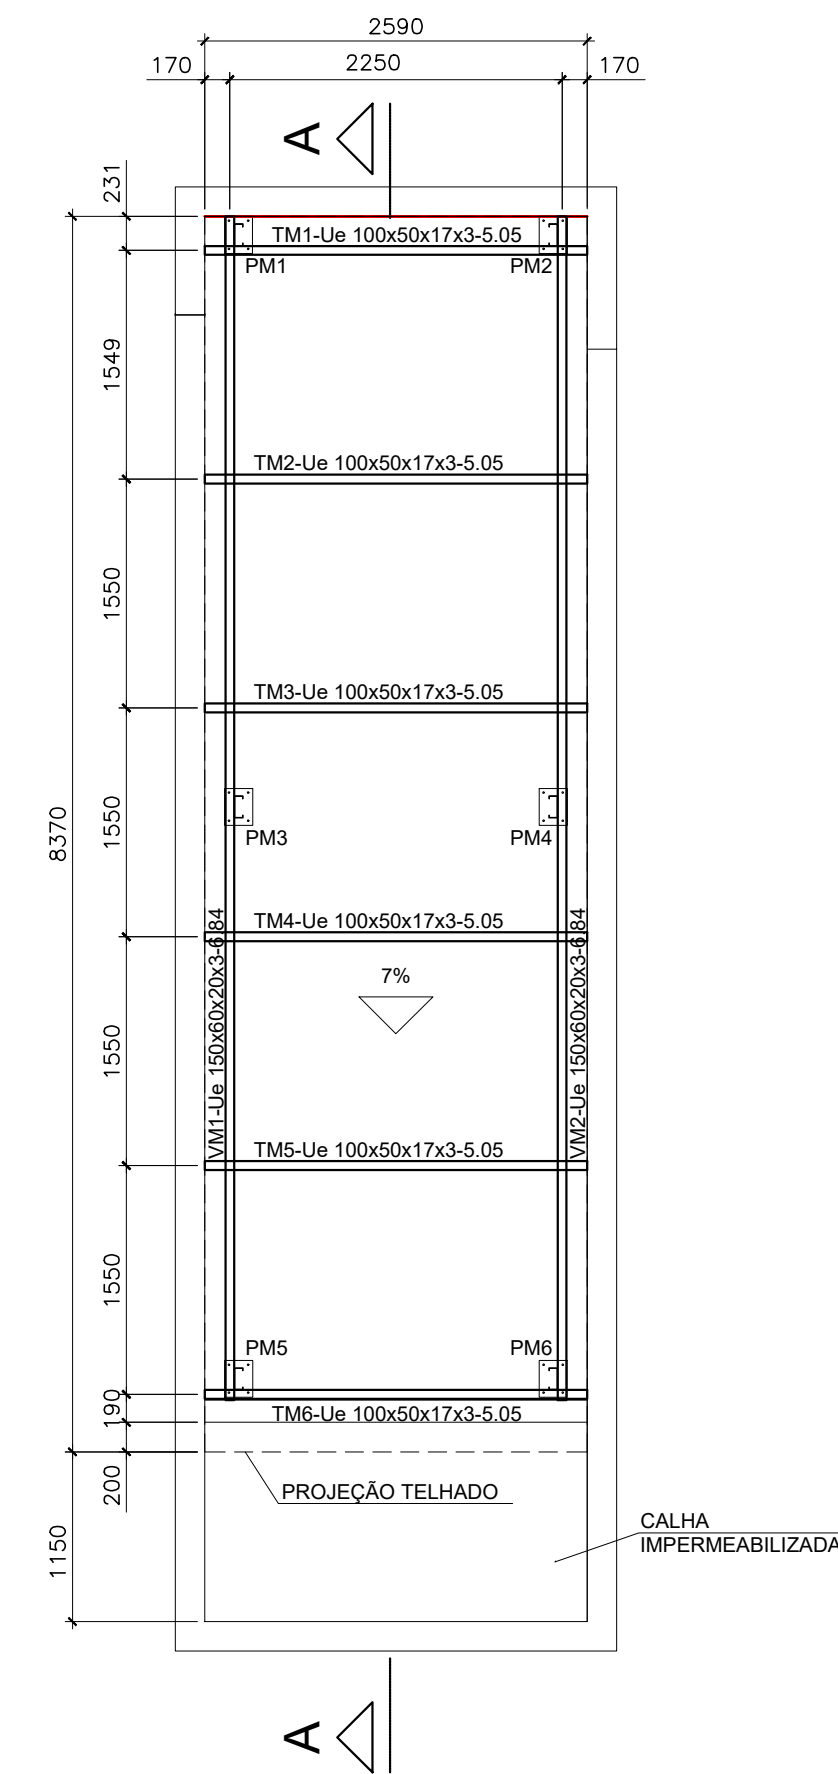 2590
170
2250
170
A
231
TM1-Ue 100x50x17x3-5.05
PM1
PM2
1549
TM2-Ue 100x50x17x3-5.05
1550
TM3-Ue 100x50x17x3-5.05
8370
1550
PM3
PM4
TM4-Ue 100x50x17x3-5.05
VM1-Ue 150x60x20x3-6.84
VM2-Ue 150x60x20x3-6.84
7%
1550
TM5-Ue 100x50x17x3-5.05
1550
PM5
PM6
190
TM6-Ue 100x50x17x3-5.05
200
PROJEÇÃO TELHADO
1150
CALHA
IMPERMEABILIZADA
A